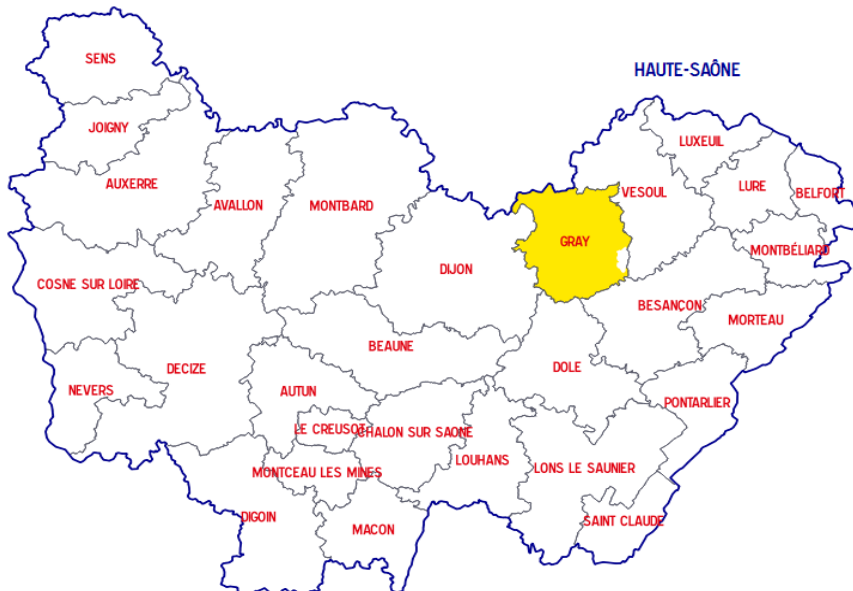 SENS
HAUTE-SAÔNE
JOIGNY
LUXEUIL
AUXERRE
LURE
VESOUL
BELFORT
AVALLON
MONTBARD
GRAY
MONTBÉLIARD
DIJON
COSNE SUR LOIRE
BESANÇON
MORTEAU
BEAUNE
DECIZE
DOLE
NEVERS
AUTUN
PONTARLIER
LE CREUSOT
CHALON SUR SAONE
LOUHANS
LONS LE SAUNIER
MONTCEAU LES MINES
DIGOIN
SAINT CLAUDE
MACON